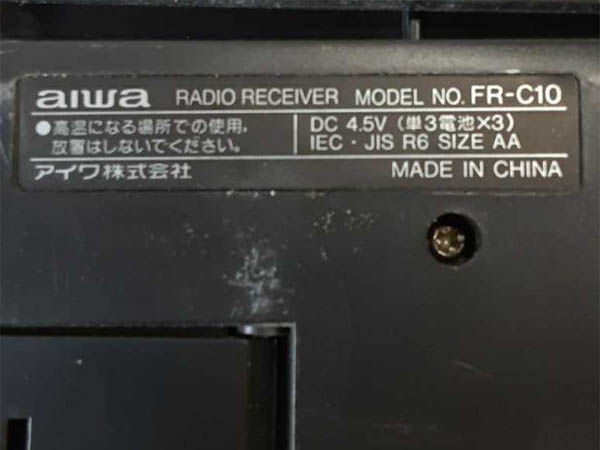 aiwa RADIO RECEIVER MODEL NO. FR-C10
●高温になる場所での使用, 放置はしないでください。
DC 4.5V (単3電池×3)
IEC・JIS R6 SIZE AA
アイワ株式会社 MADE IN CHINA